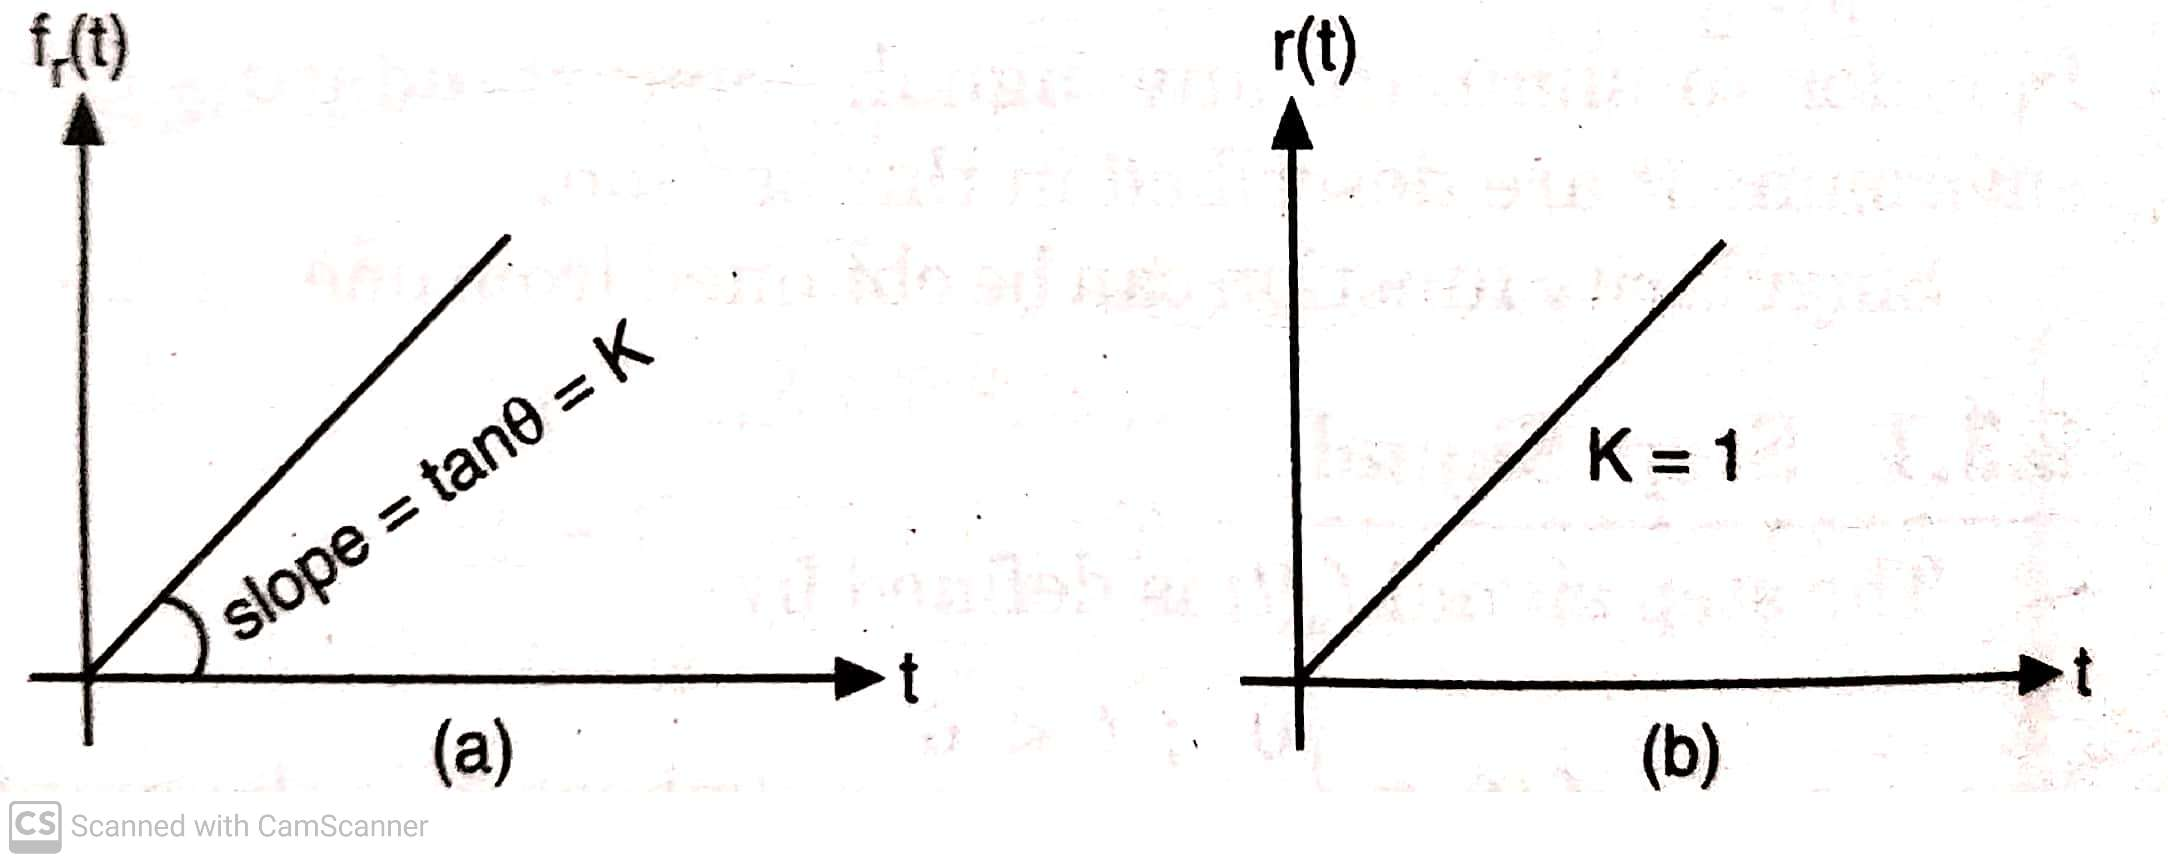 f_r(t)
r(t)
slope = tanθ = K
K = 1
t
t
(a)
(b)
CS Scanned with CamScanner